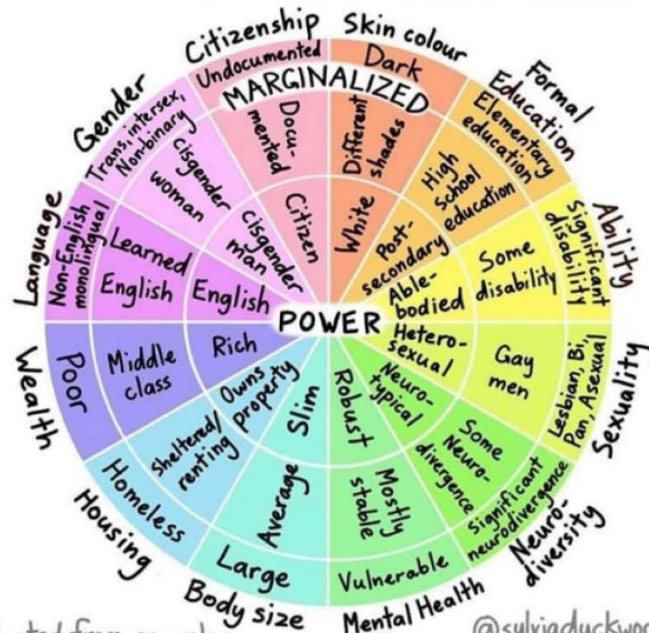 Citizenship
Undocumented
Docu-
mented
Citizen
Skin colour
Dark
Different
shades
White
Formal
Education
Elementary
education
High
School
education
Post-
secondary
Ability
Significant
disability
Some
disability
Able-
bodied
Sexuality
Lesbian, Bi,
Pan, Asexual
Gay
men
Hetero-
sexual
Neuro-
diversity
Significant
neurodivergence
Some
Neuro-
divergence
Neuro-
typical
Mental Health
Vulnerable
Mostly
stable
Robust
Body size
Large
Average
Slim
Housing
Homeless
Sheltered/
renting
Owns
property
Wealth
Poor
Middle
class
Rich
Language
Non-English
monolingual
Learned
English
English
Gender
Trans, intersex,
Non-binary
Cisgender
woman
cisgender
man
MARGINALIZED
POWER